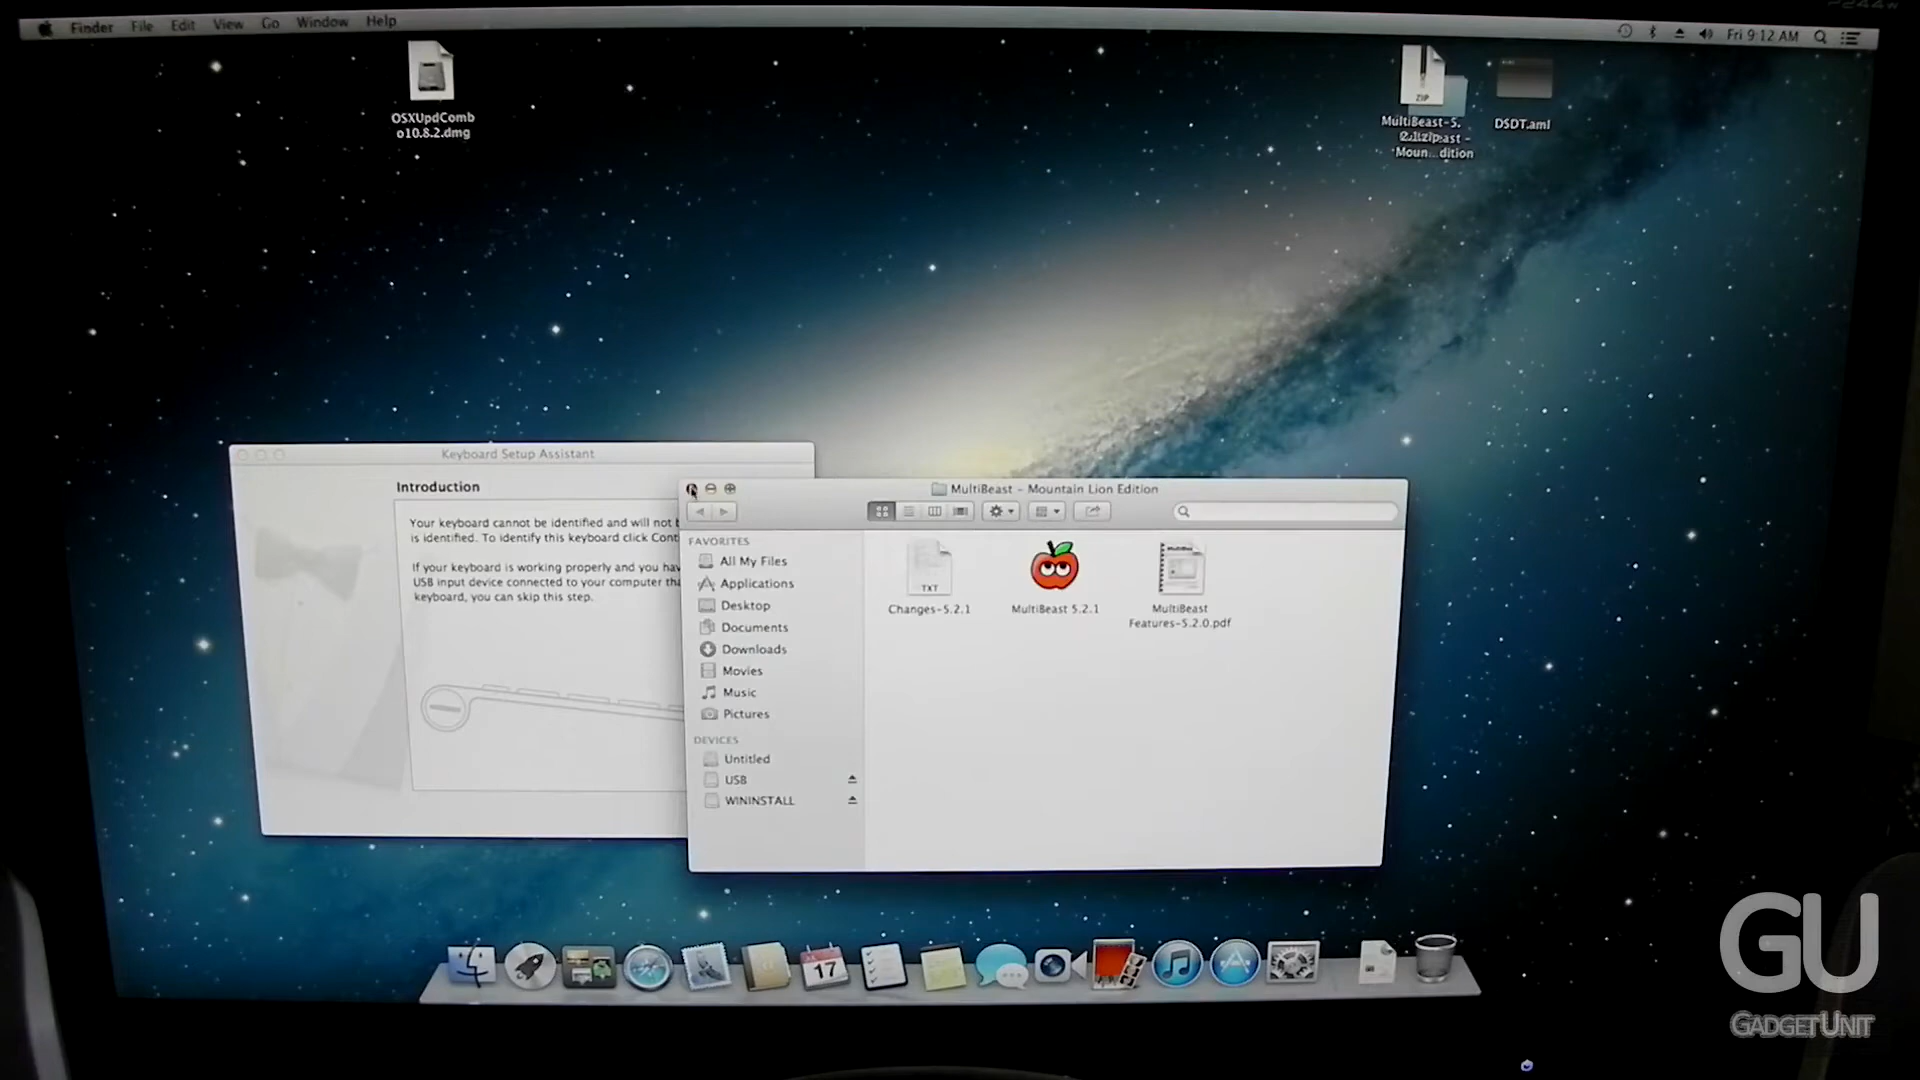 Finder File Edit View Go Window Help
Fri 9:12 AM
OSXUpdComb
o10.8.2.dmg
ZIP
MultiBeast-5.
Moun...dition
DSDT.aml
Keyboard Setup Assistant
Introduction
Your keyboard cannot be identified and will not
is identified. To identify this keyboard click
If your keyboard is working properly and you
USB input device connected to your computer
keyboard, you can skip this step.
MultiBeast – Mountain Lion Edition
FAVORITES
All My Files
Applications
Desktop
Documents
Downloads
Movies
Music
Pictures
DEVICES
Untitled
USB
WININSTALL
TXT
Changes-5.2.1
MultiBeast 5.2.1
MultiBeast
Features-5.2.0.pdf
17
GU
GADGETUNIT